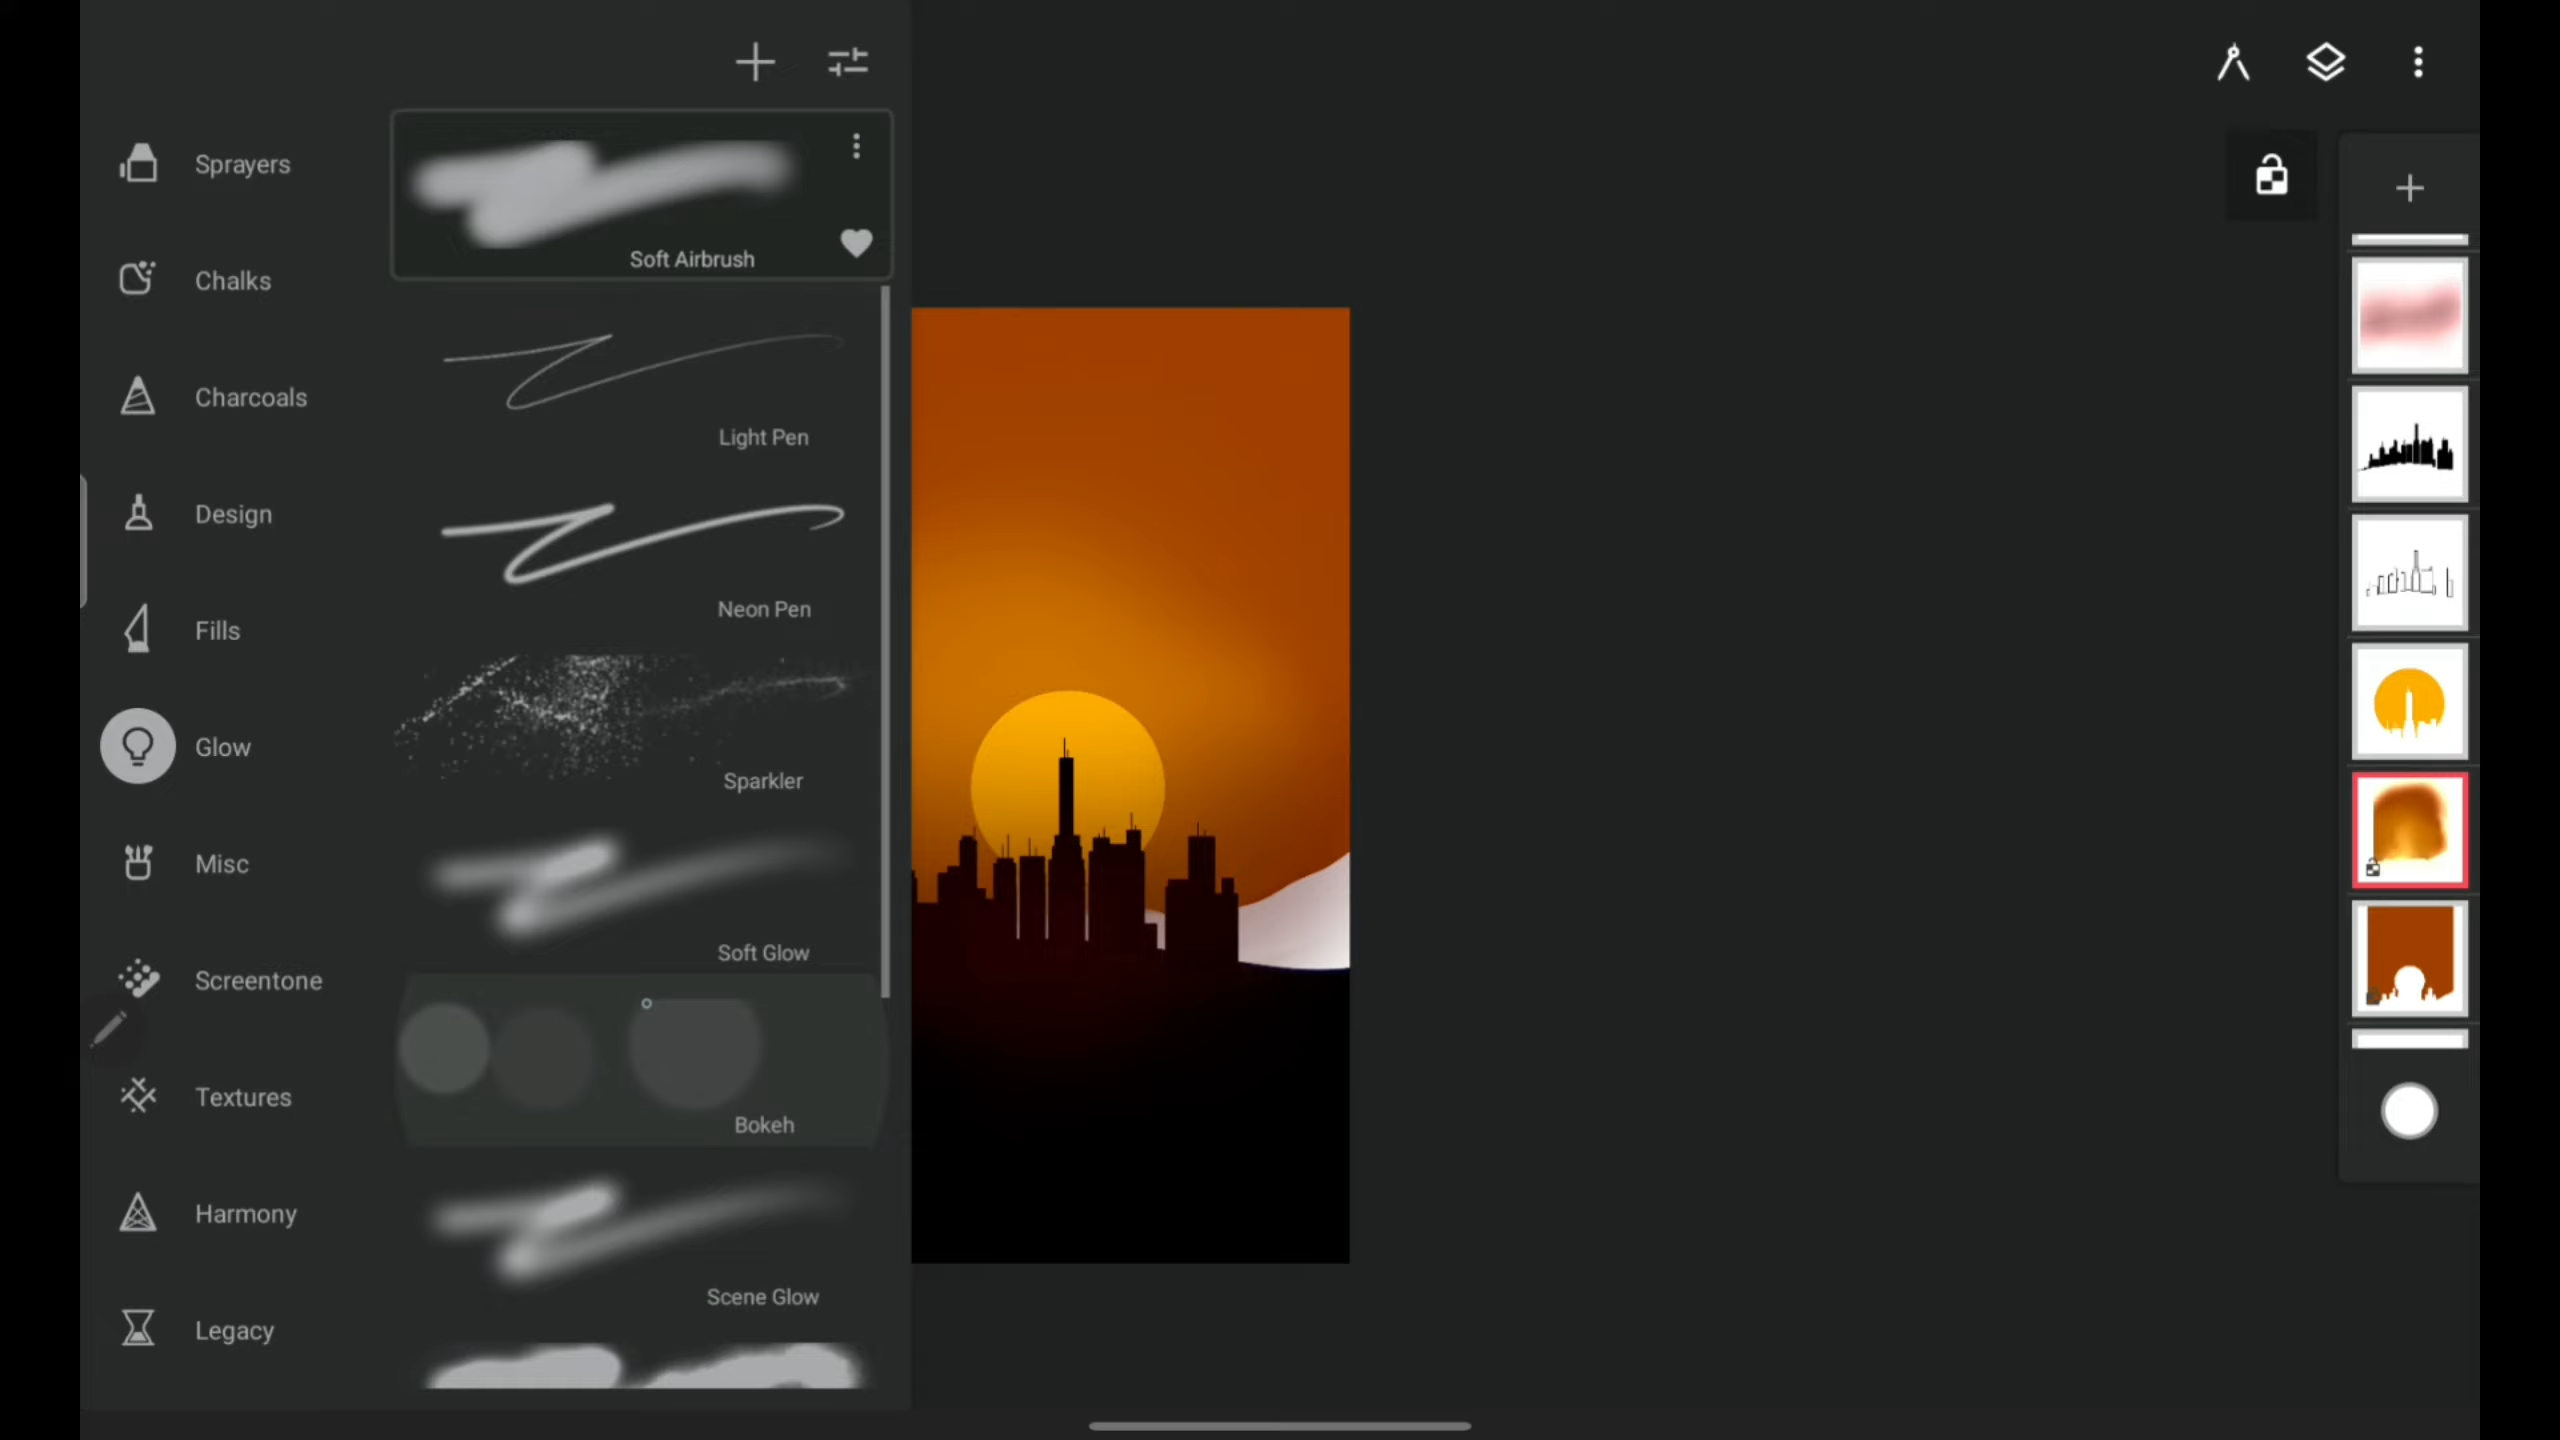 Sprayers
Chalks
Charcoals
Design
Fills
Glow
Misc
Screentone
Textures
Harmony
Legacy
Soft Airbrush
Light Pen
Neon Pen
Sparkler
Soft Glow
Bokeh
Scene Glow